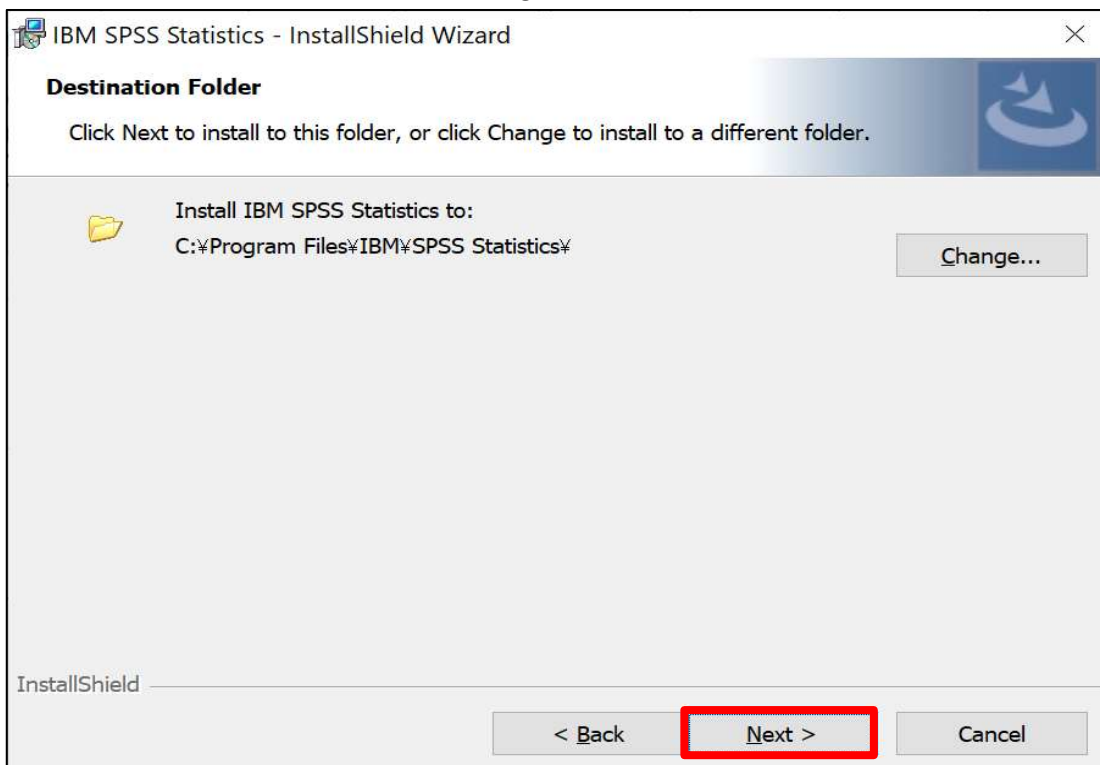 IBM SPSS Statistics - InstallShield Wizard
Destination Folder
Click Next to install to this folder, or click Change to install to a different folder.
Install IBM SPSS Statistics to:
C:¥Program Files¥IBM¥SPSS Statistics¥
Change...
InstallShield
< Back
Next >
Cancel